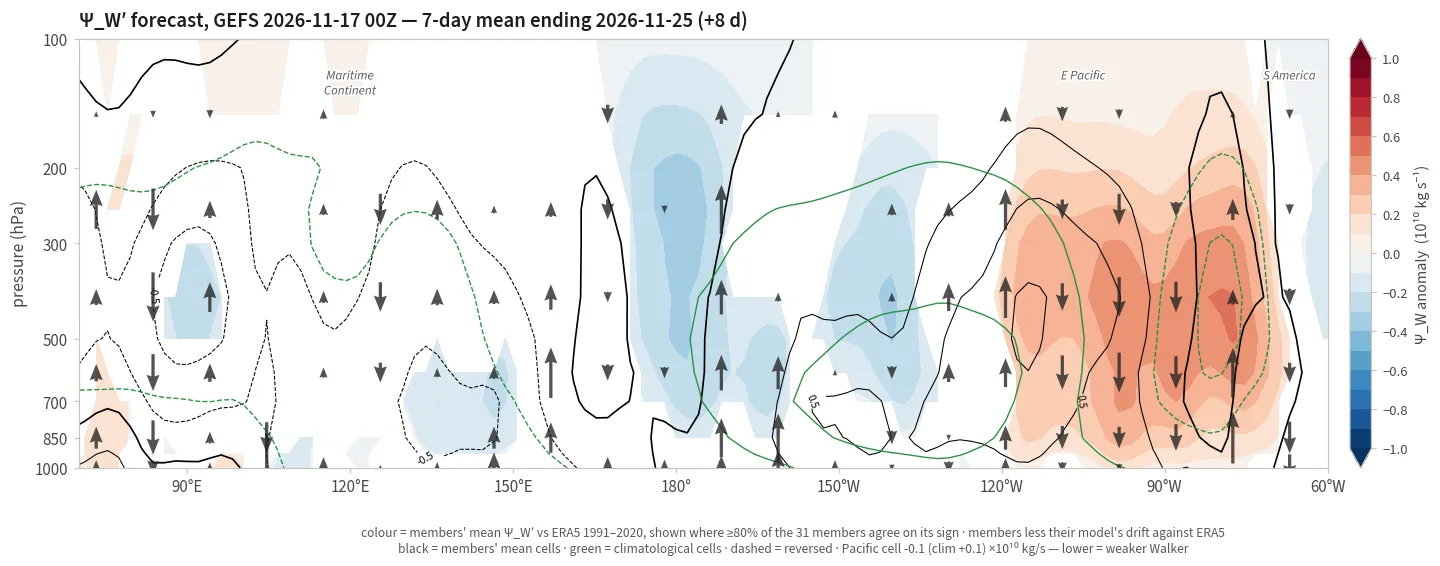 Ψ_W′ forecast, GEFS 2026-11-17 00Z — 7-day mean ending 2026-11-25 (+8 d)
100
200
300
400
500
700
850
1000
pressure (hPa)
Maritime
Continent
E Pacific
S America
0.5
-0.5
0.5
0.5
90°E
120°E
150°E
180°
150°W
120°W
90°W
60°W
1.0
0.8
0.6
0.4
0.2
0.0
−0.2
−0.4
−0.6
−0.8
−1.0
Ψ_W anomaly (10¹⁰ kg s⁻¹)
colour = members' mean Ψ_W′ vs ERA5 1991–2020, shown where ≥80% of the 31 members agree on its sign · members less their model's drift against ERA5
black = members' mean cells · green = climatological cells · dashed = reversed · Pacific cell -0.1 (clim +0.1) ×10¹⁰ kg/s — lower = weaker Walker